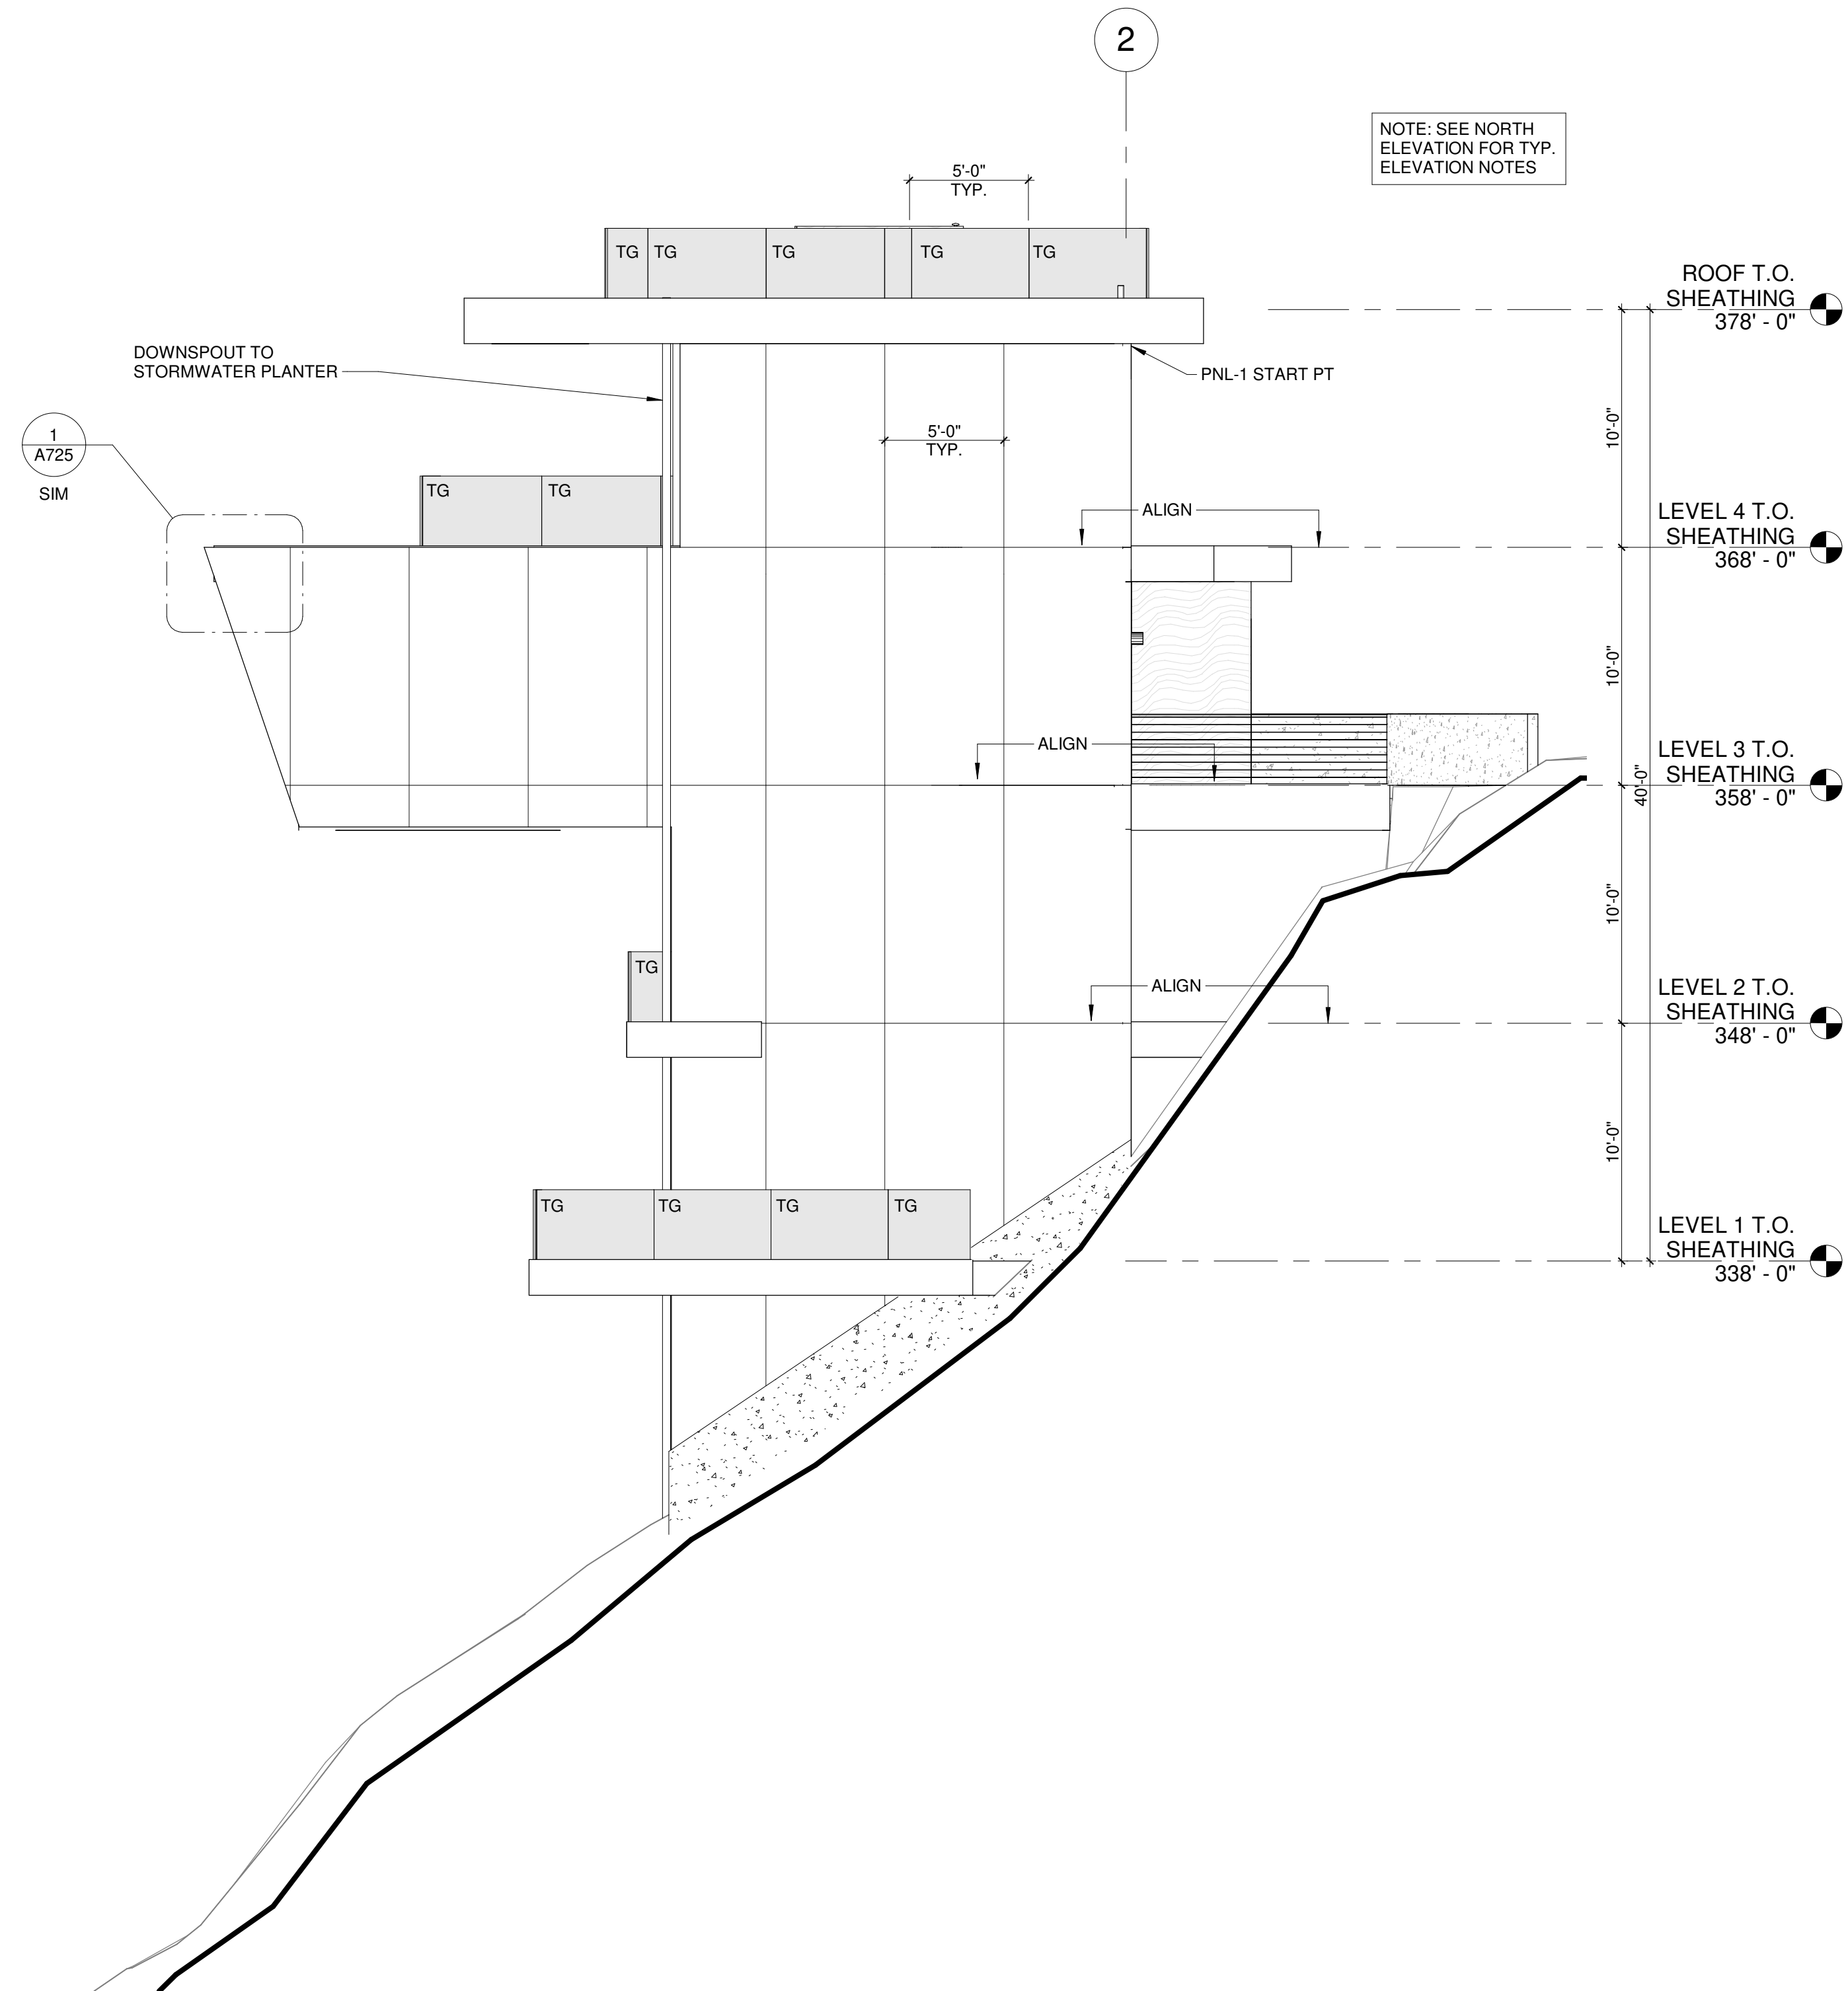 2
NOTE: SEE NORTH
ELEVATION FOR TYP.
ELEVATION NOTES
5'-0"
TYP.
TG
TG
TG
TG
TG
ROOF T.O.
SHEATHING
378' - 0"
DOWNSPOUT TO
STORMWATER PLANTER
PNL-1 START PT
1
A725
SIM
5'-0"
TYP.
10'-0"
TG
TG
ALIGN
LEVEL 4 T.O.
SHEATHING
368' - 0"
10'-0"
ALIGN
LEVEL 3 T.O.
SHEATHING
358' - 0"
40'-0"
10'-0"
TG
ALIGN
LEVEL 2 T.O.
SHEATHING
348' - 0"
10'-0"
TG
TG
TG
TG
LEVEL 1 T.O.
SHEATHING
338' - 0"